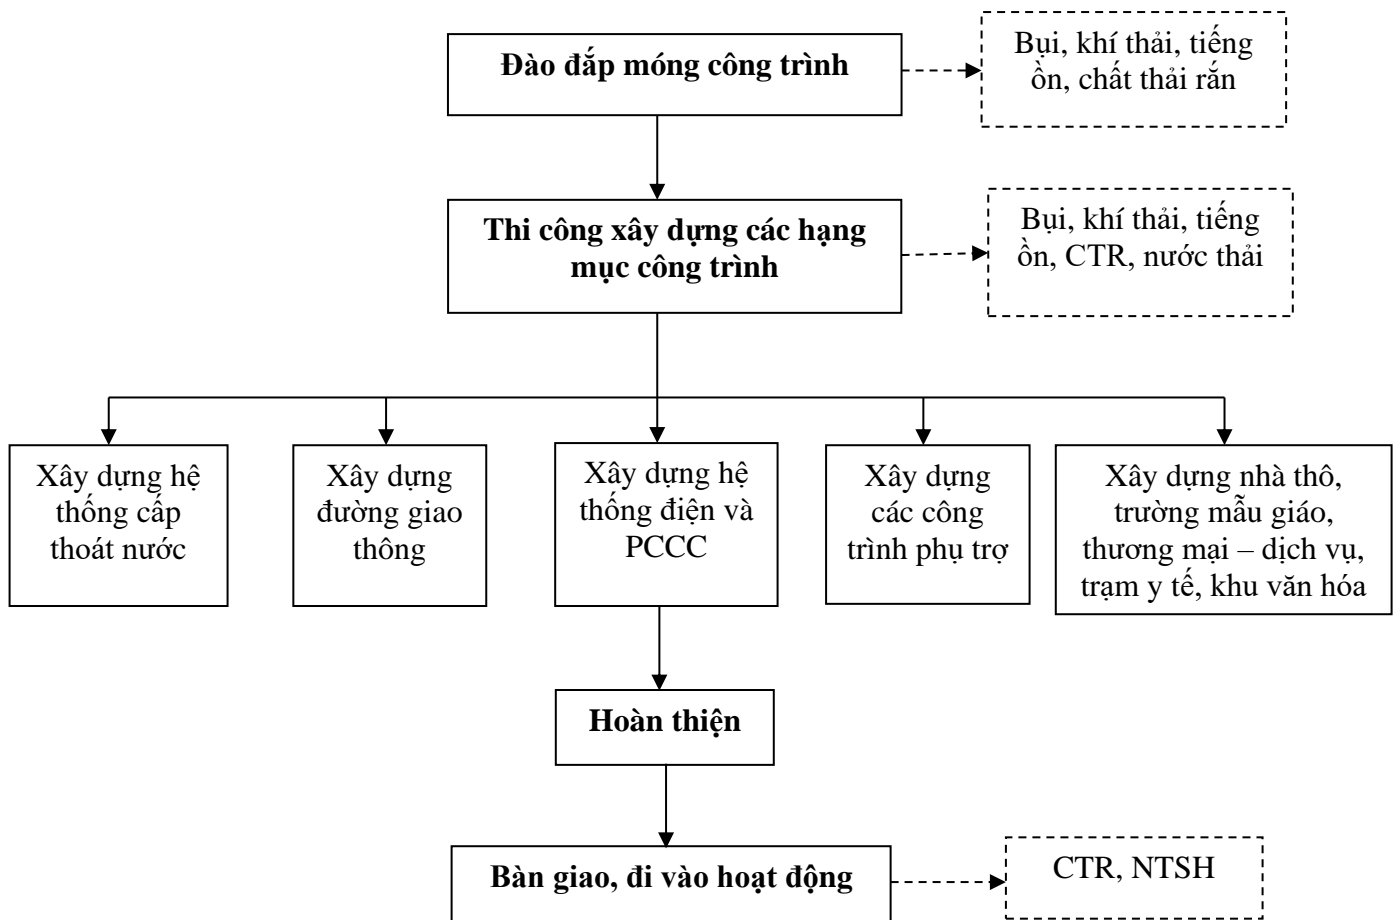 Đào đắp móng công trình
Bụi, khí thải, tiếng
ồn, chất thải rắn
Thi công xây dựng các hạng
mục công trình
Bụi, khí thải, tiếng
ồn, CTR, nước thải
Xây dựng hệ
thống cấp
thoát nước
Xây dựng
đường giao
thông
Xây dựng hệ
thống điện và
PCCC
Xây dựng
các công
trình phụ trợ
Xây dựng nhà thô,
trường mẫu giáo,
thương mại – dịch vụ,
trạm y tế, khu văn hóa
Hoàn thiện
Bàn giao, đi vào hoạt động
CTR, NTSH